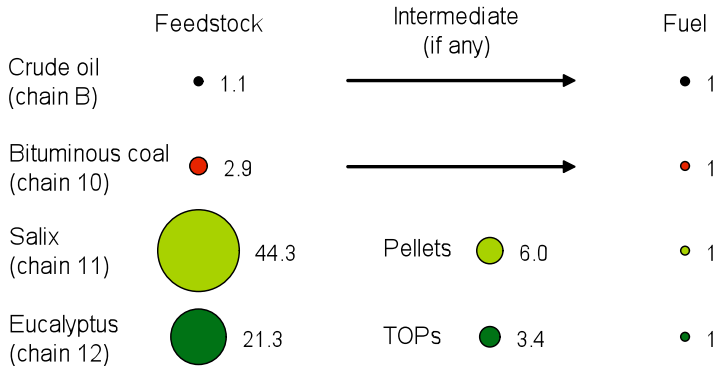 Feedstock
Intermediate
(if any)
Fuel
Crude oil
(chain B)
1.1
1
Bituminous coal
(chain 10)
2.9
1
Salix
(chain 11)
44.3
Pellets
6.0
1
Eucalyptus
(chain 12)
21.3
TOPs
3.4
1